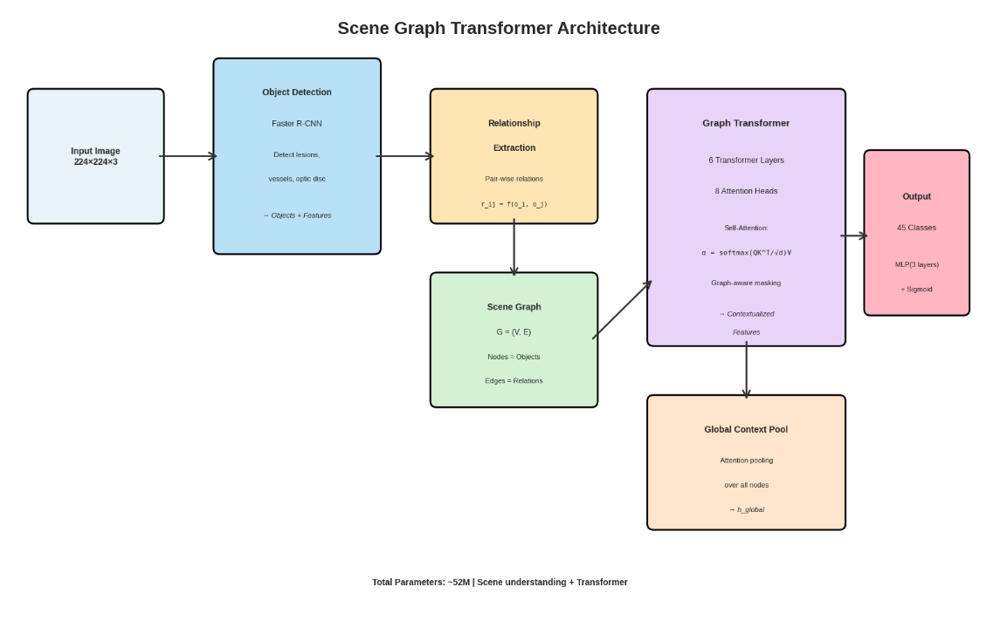 Scene Graph Transformer Architecture
Input Image
224×224×3
Object Detection
Faster R-CNN
Detect lesions,
vessels, optic disc
→ Objects + Features
Relationship
Extraction
Pair-wise relations
r_ij = f(o_i, o_j)
Scene Graph
G = (V, E)
Nodes = Objects
Edges = Relations
Graph Transformer
6 Transformer Layers
8 Attention Heads
Self-Attention:
α = softmax(QK^T/√d)V
Graph-aware masking
→ Contextualized
Features
Global Context Pool
Attention pooling
over all nodes
→ h_global
Output
45 Classes
MLP(3 layers)
+ Sigmoid
Total Parameters: ~52M | Scene understanding + Transformer